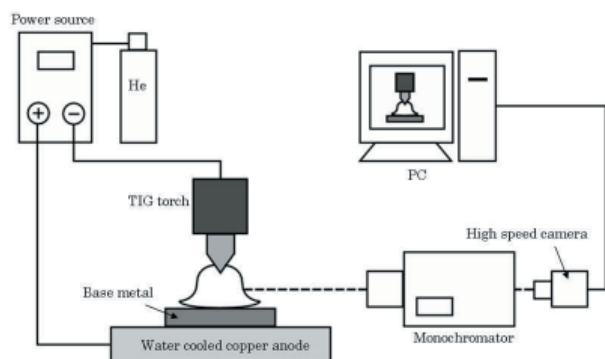 Power source
He
+
−
TIG torch
PC
High speed camera
Base metal
Monochromator
Water cooled copper anode